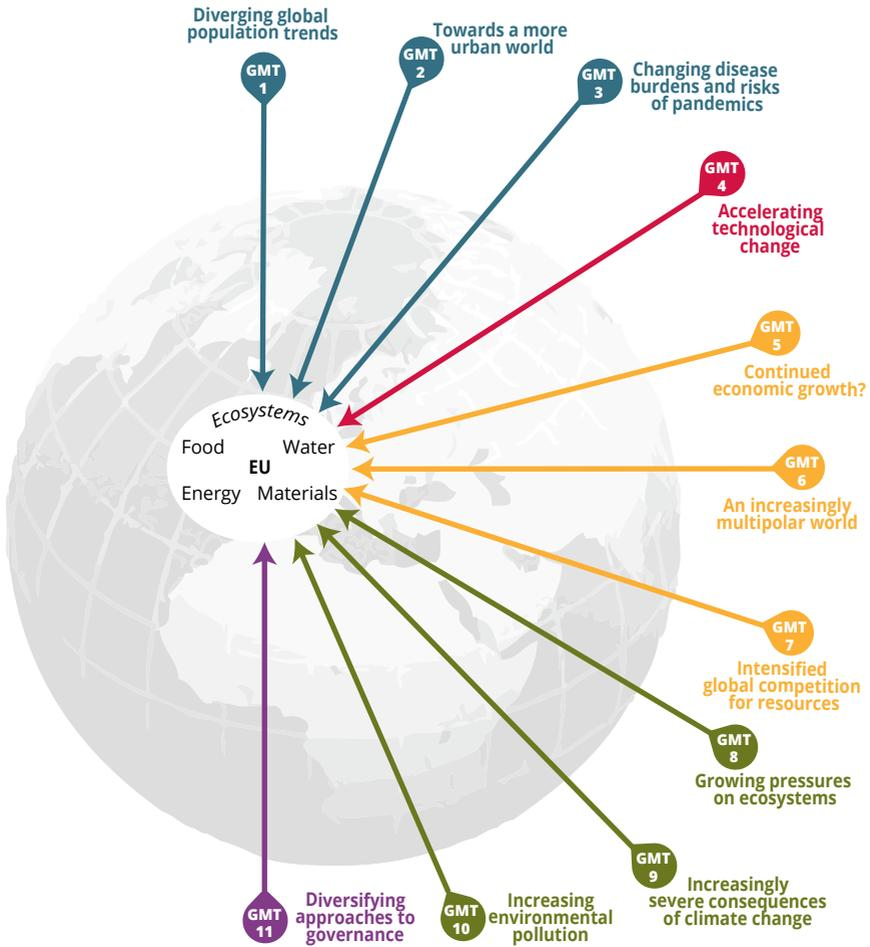 Diverging global
population trends
GMT
1
Towards a more
urban world
GMT
2
Changing disease
burdens and risks
of pandemics
GMT
3
GMT
4
Accelerating
technological
change
GMT
5
Continued
economic growth?
Ecosystems
Food Water
EU
Energy Materials
GMT
6
An increasingly
multipolar world
GMT
7
Intensified
global competition
for resources
GMT
8
Growing pressures
on ecosystems
GMT
9
Increasingly
severe consequences
of climate change
GMT
10
Increasing
environmental
pollution
GMT
11
Diversifying
approaches to
governance